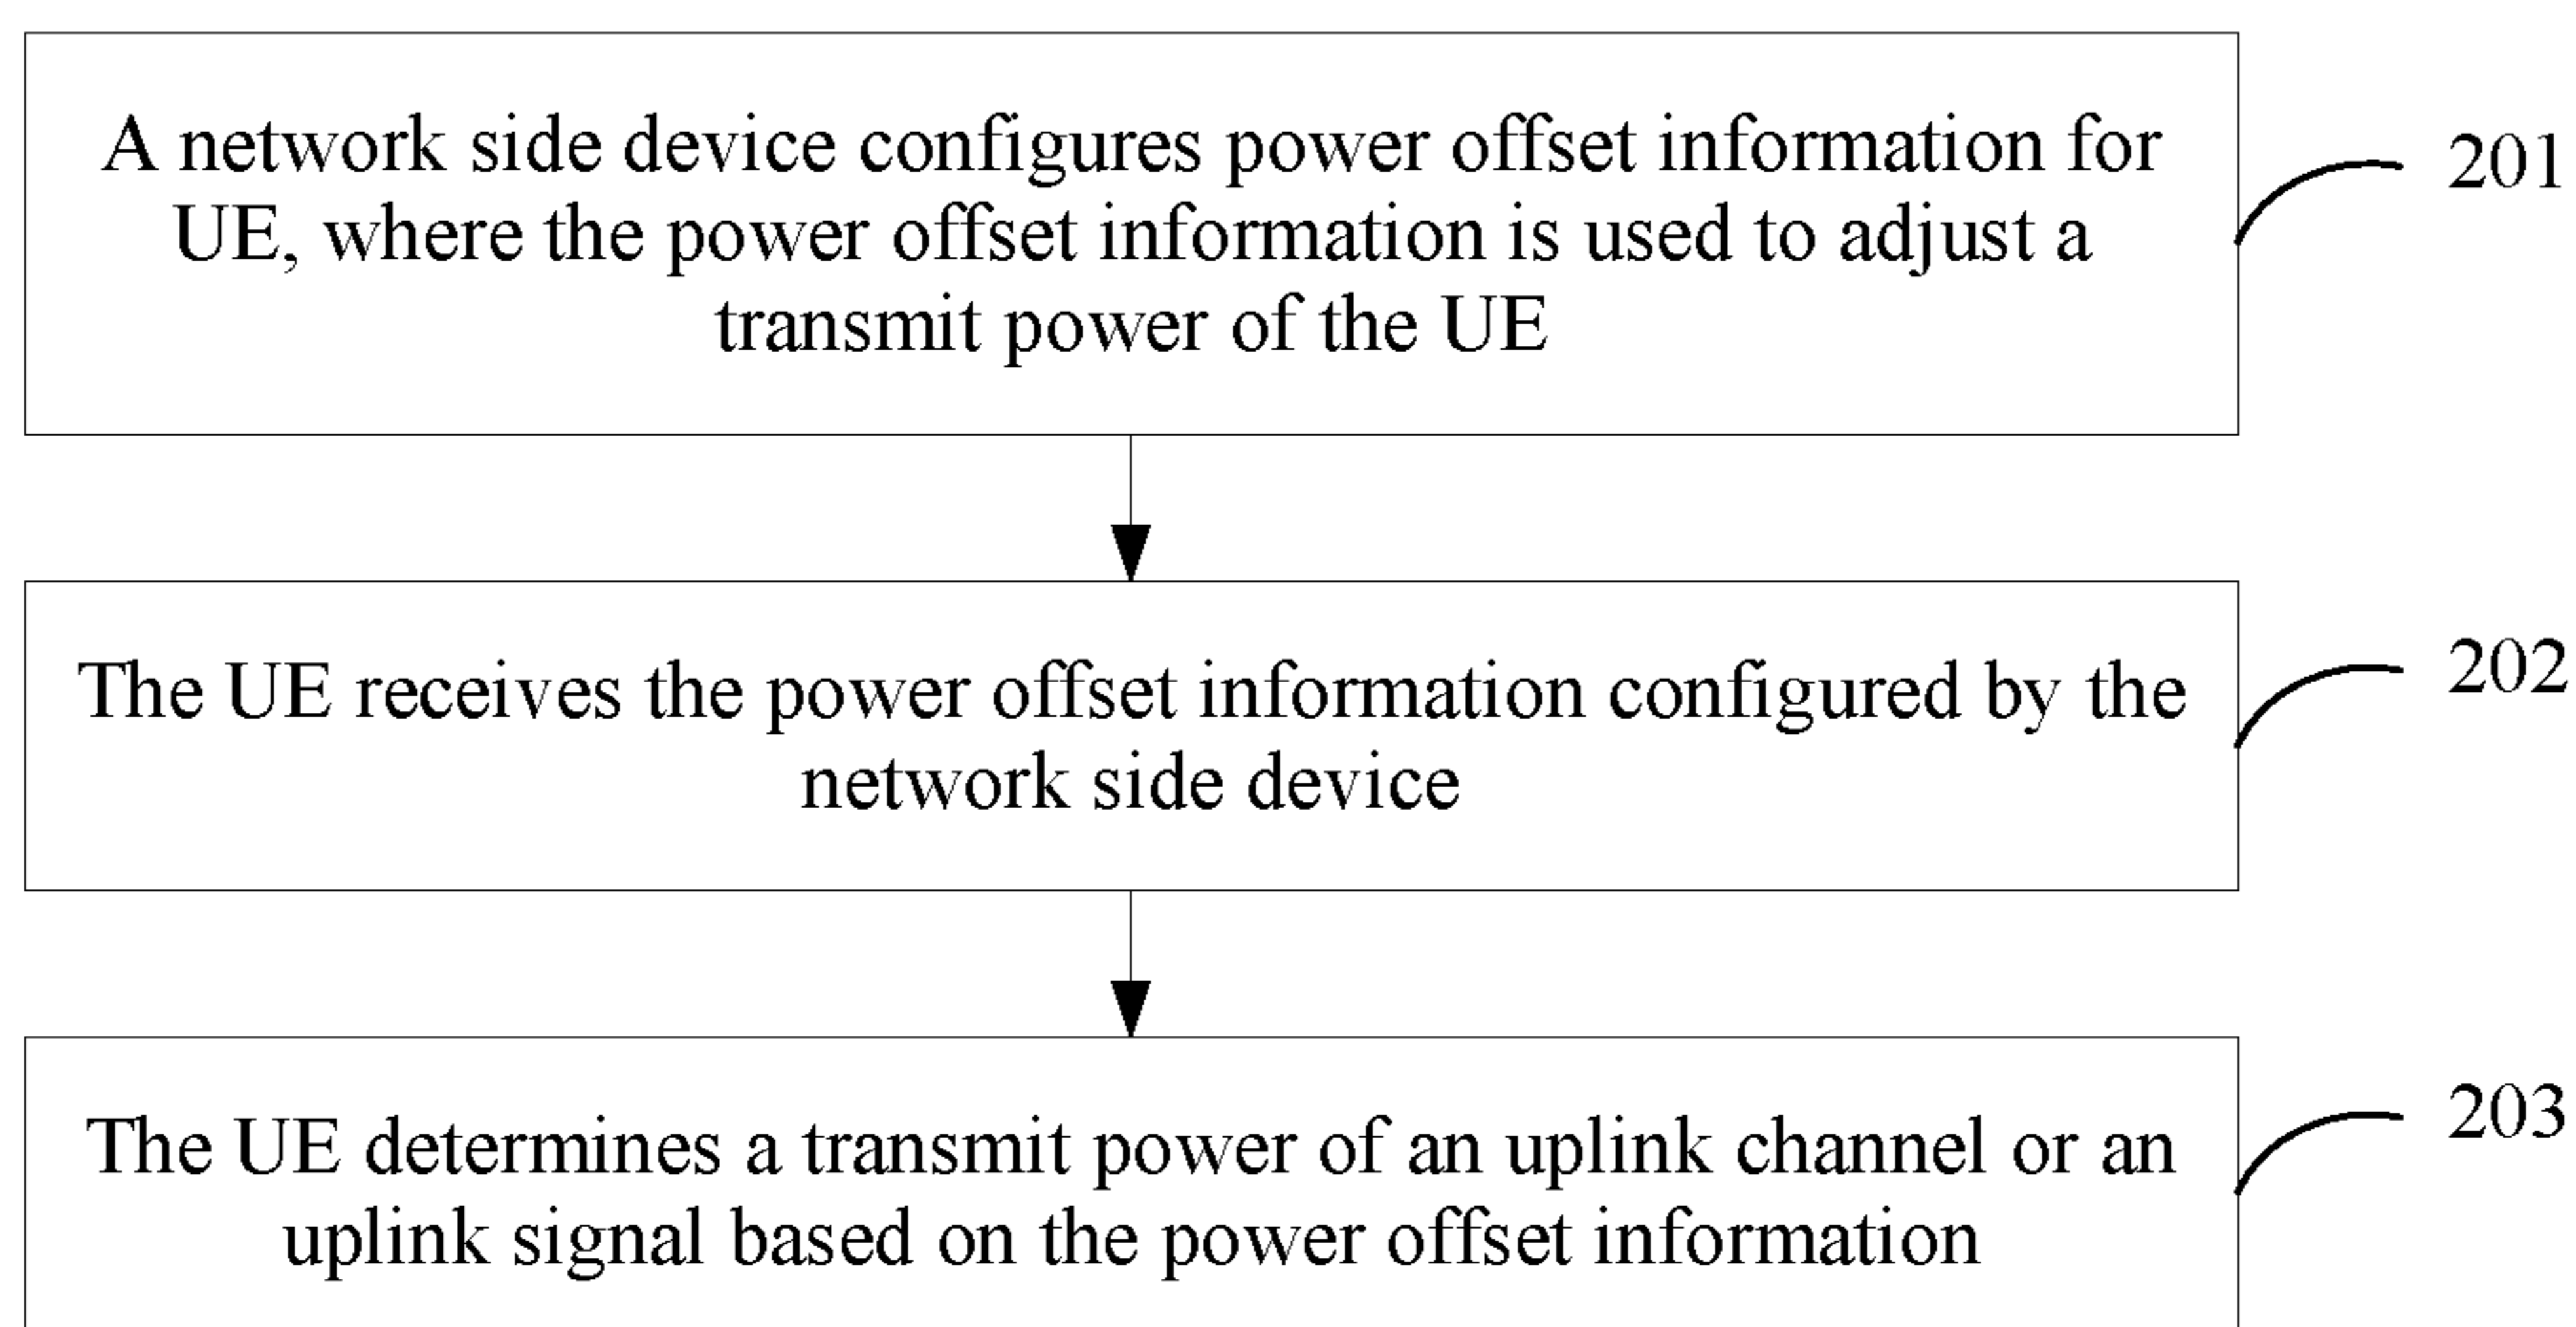 A network side device configures power offset information for
UE, where the power offset information is used to adjust a
transmit power of the UE
201
The UE receives the power offset information configured by the
network side device
202
The UE determines a transmit power of an uplink channel or an
uplink signal based on the power offset information
203